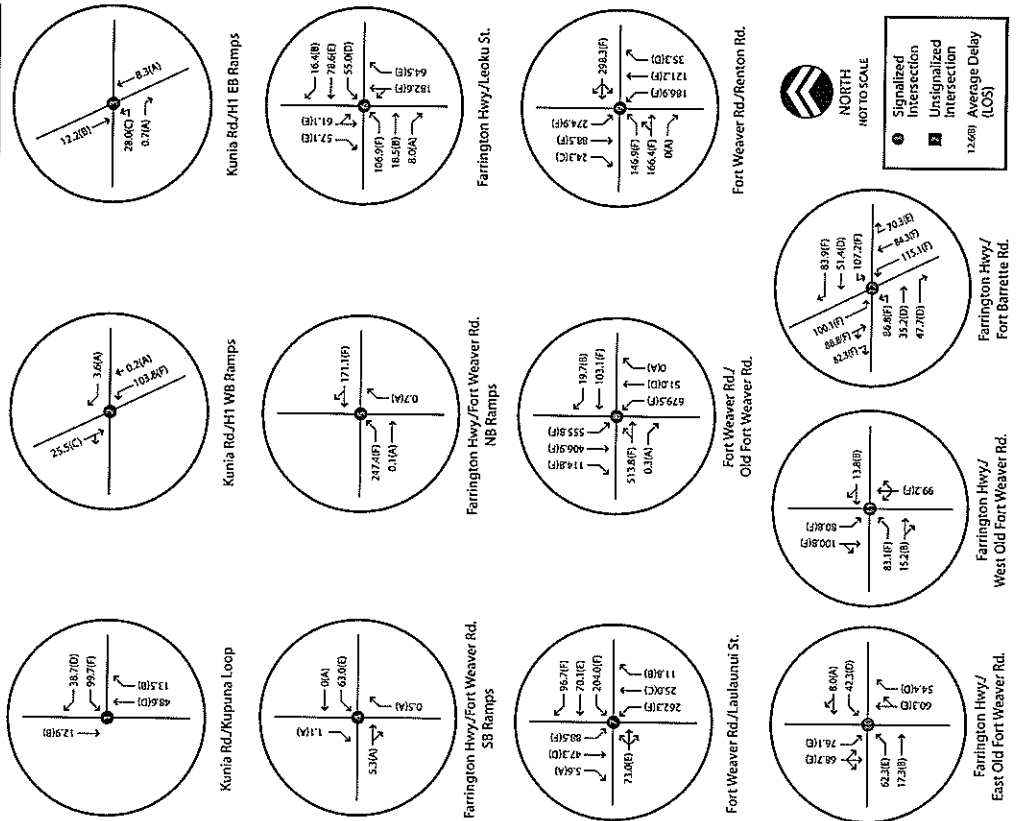 38.7(D)
99.7(F)
12.9(B)
48.6(D)
13.5(B)
Kunia Rd./Kupuna Loop
3.6(A)
25.5(C)
0.2(A)
103.8(F)
Kunia Rd./H1 WB Ramps
12.2(B)
8.3(A)
28.0(C)
0.7(A)
Kunia Rd./H1 EB Ramps
0(A)
63.0(E)
1.1(A)
5.3(A)
0.5(A)
Farrington Hwy./Fort Weaver Rd.
SB Ramps
171.1(F)
247.4(F)
0.1(A)
0.7(A)
Farrington Hwy./Fort Weaver Rd.
NB Ramps
16.4(B)
78.6(E)
55.0(D)
57.1(E)
61.1(E)
106.9(F)
18.5(B)
8.0(A)
182.6(F)
64.5(E)
Farrington Hwy./Leoku St.
96.7(F)
70.1(E)
204.0(F)
5.6(A)
47.3(D)
88.5(F)
73.0(E)
262.3(F)
25.0(C)
11.8(B)
Fort Weaver Rd./Laulaunui St.
19.7(B)
103.1(F)
114.8(F)
406.9(F)
555.8(F)
513.8(F)
0.3(A)
679.5(F)
51.0(D)
0(A)
Fort Weaver Rd./
Old Fort Weaver Rd.
298.3(F)
24.3(C)
88.5(F)
274.9(F)
146.9(F)
166.4(F)
0(A)
186.9(F)
121.2(F)
35.3(D)
Fort Weaver Rd./Renton Rd.
8.0(A)
42.3(D)
68.7(E)
76.1(E)
62.3(E)
17.3(B)
60.3(E)
54.4(D)
Farrington Hwy./
East Old Fort Weaver Rd.
13.8(B)
100.8(F)
80.8(F)
83.1(F)
15.2(B)
99.2(F)
Farrington Hwy./
West Old Fort Weaver Rd.
83.9(F)
51.4(D)
107.2(F)
100.1(F)
88.8(F)
82.3(F)
86.8(F)
35.2(D)
47.7(D)
115.1(F)
84.3(F)
70.3(E)
Farrington Hwy./
Fort Barrette Rd.
NORTH
NOT TO SCALE
Signalized
Intersection
Unsignalized
Intersection
12.6(B) Average Delay
(LOS)